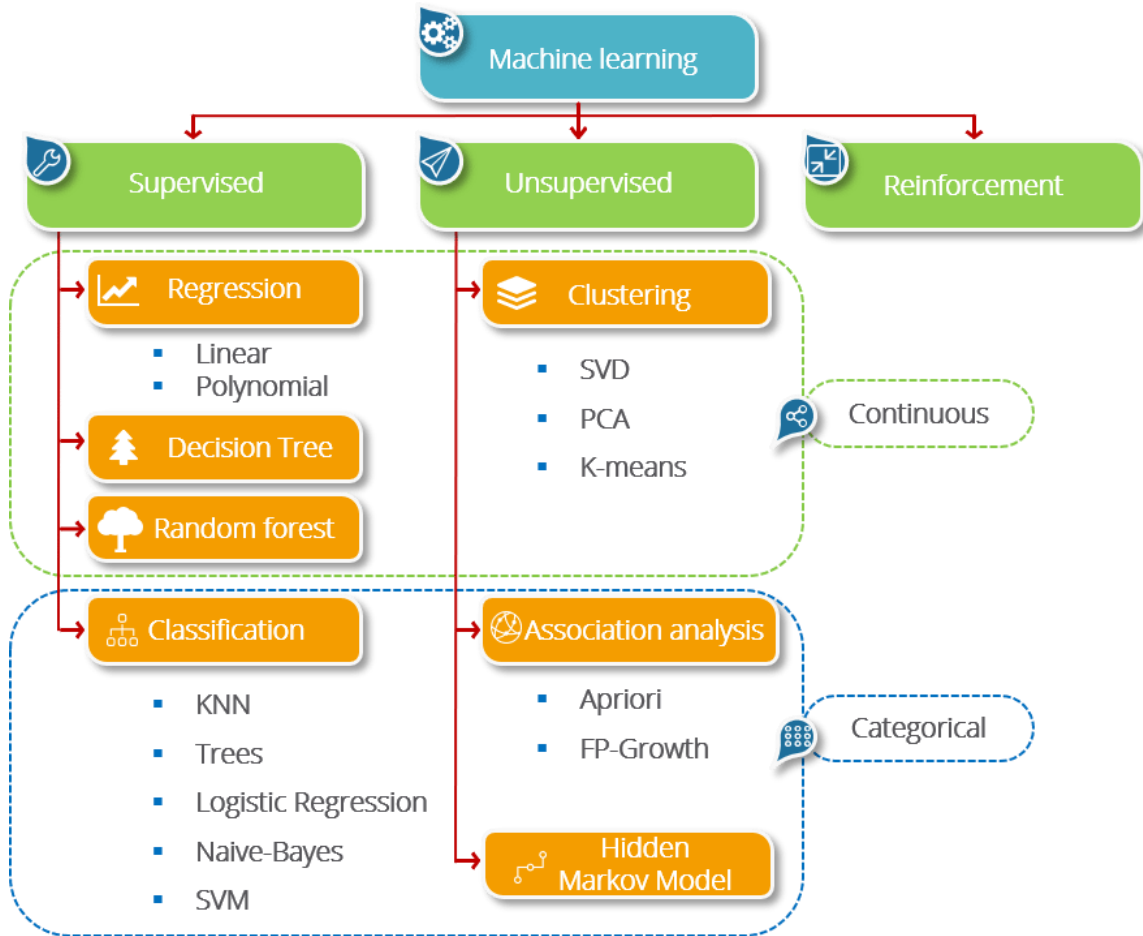 Machine learning
Supervised
Unsupervised
Reinforcement
Regression
Linear
Polynomial
Decision Tree
Random forest
Clustering
SVD
PCA
K-means
Continuous
Classification
KNN
Trees
Logistic Regression
Naive-Bayes
SVM
Association analysis
Apriori
FP-Growth
Hidden
Markov Model
Categorical